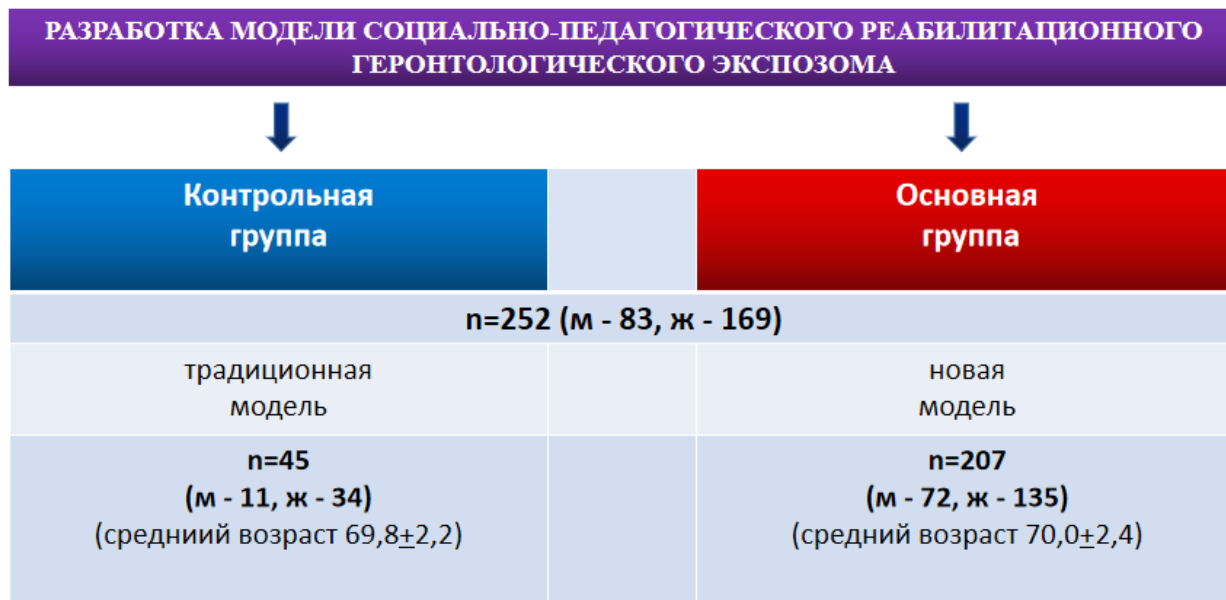 РАЗРАБОТКА МОДЕЛИ СОЦИАЛЬНО-ПЕДАГОГИЧЕСКОГО РЕАБИЛИТАЦИОННОГО
ГЕРОНТОЛОГИЧЕСКОГО ЭКСПОЗОМА
Контрольная
группа
Основная
группа
n=252 (м - 83, ж - 169)
традиционная
модель
новая
модель
n=45
(м - 11, ж - 34)
(средниий возраст 69,8±2,2)
n=207
(м - 72, ж - 135)
(средний возраст 70,0±2,4)